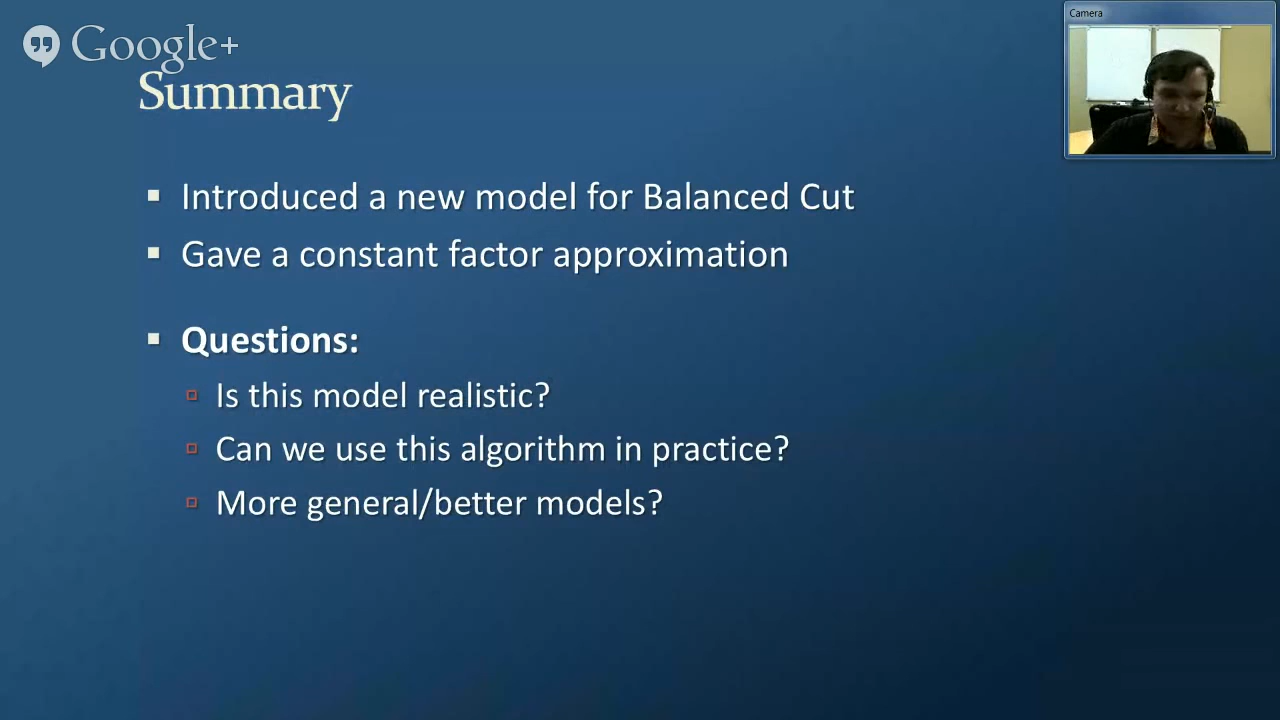 Google+
Camera
Summary
Introduced a new model for Balanced Cut
Gave a constant factor approximation
Questions:
Is this model realistic?
Can we use this algorithm in practice?
More general/better models?